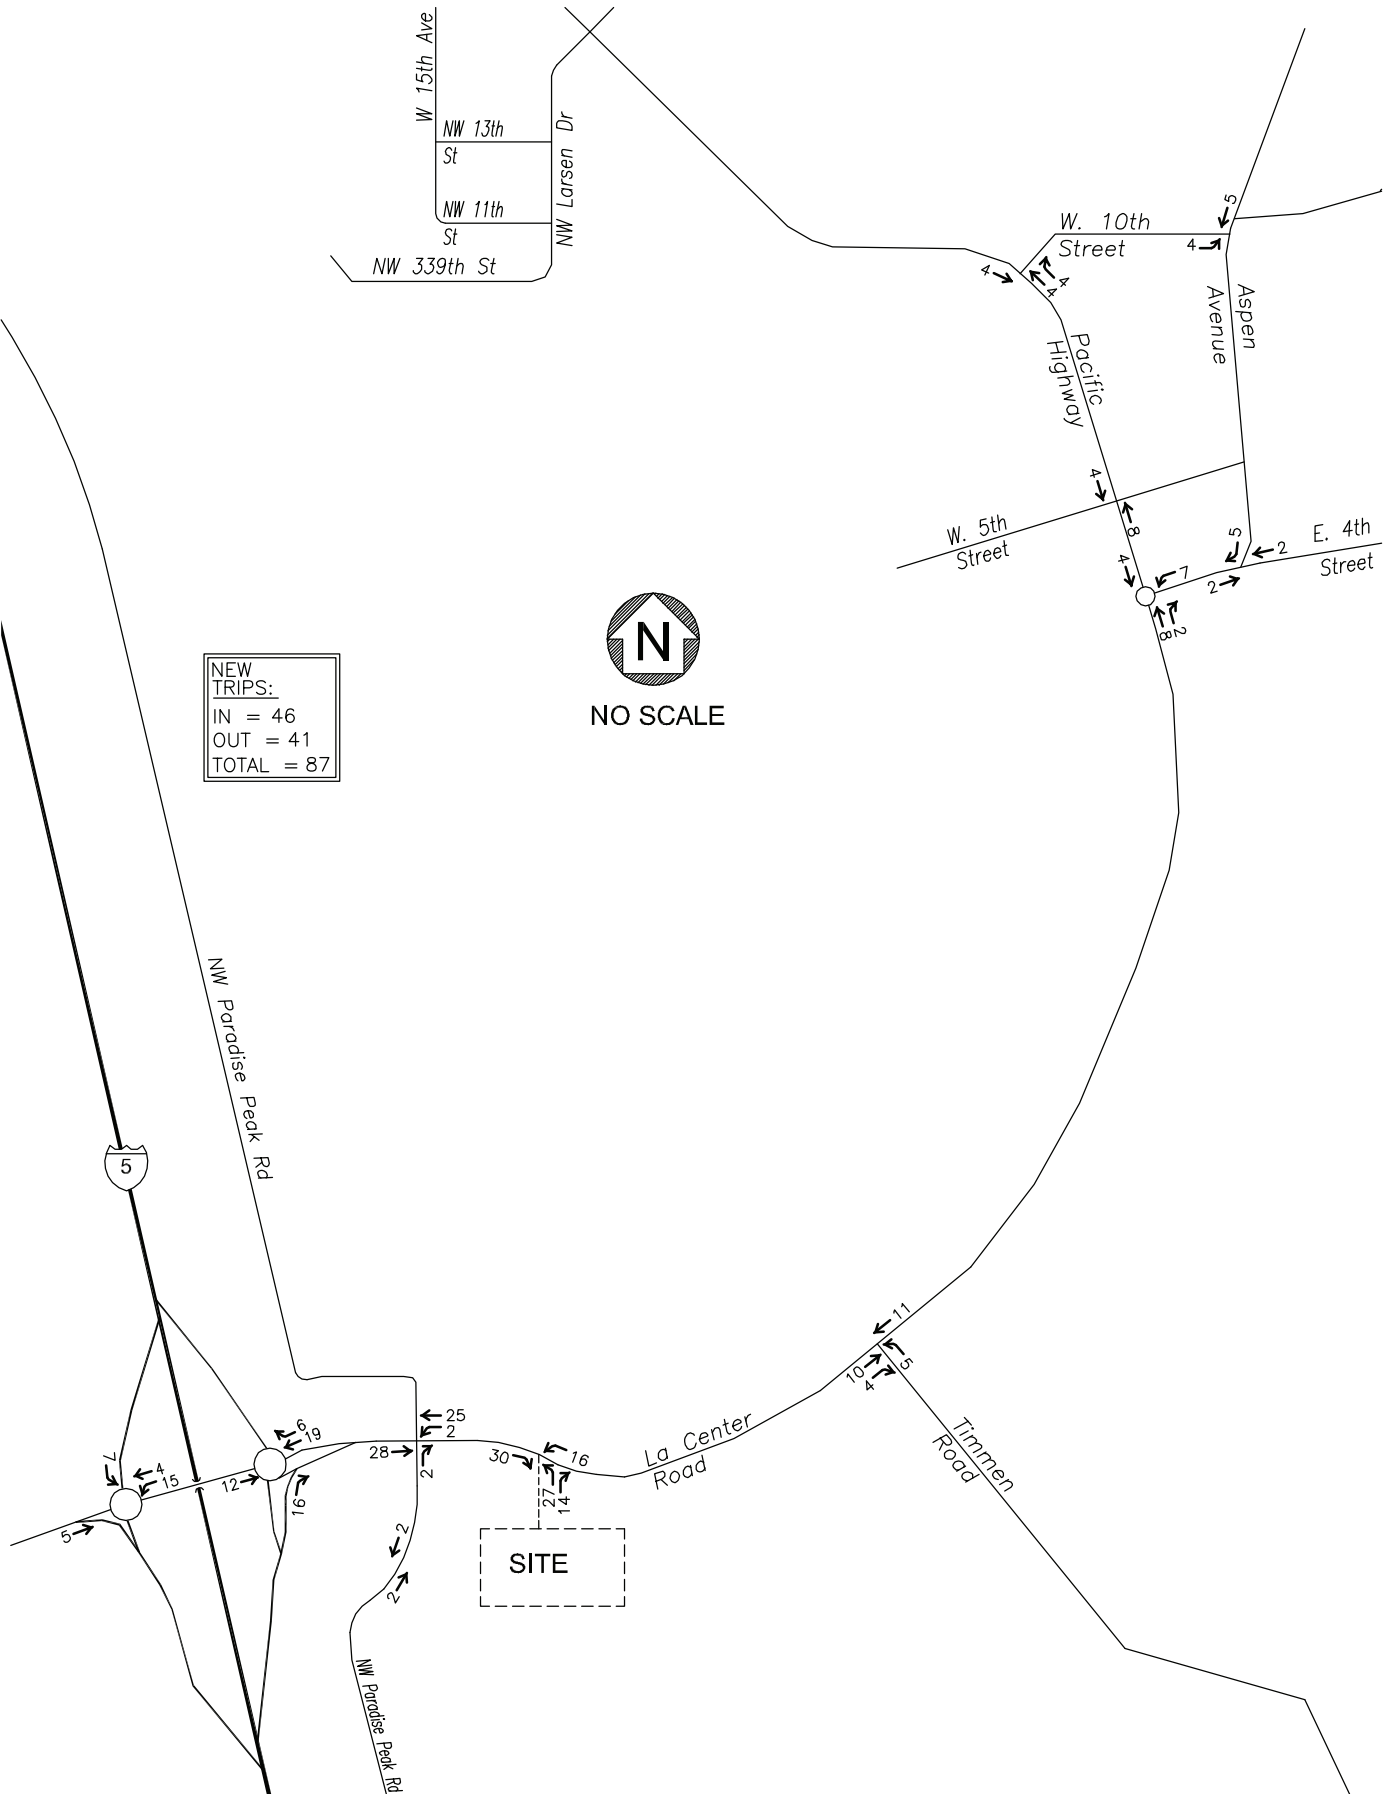 W 15th Ave
NW 13th
St
NW 11th
St
NW Larsen Dr
NW 339th St
W. 10th
Street
5
4
4
4
4
Aspen
Avenue
Pacific
Highway
4
8
W. 5th
Street
5
2
E. 4th
Street
4
7
2
8
2
N
NO SCALE
NEW
TRIPS:
IN = 46
OUT = 41
TOTAL = 87
NW Paradise Peak Rd
5
11
5
10
4
Timmen
Road
La Center
Road
25
2
28
2
30
16
27
14
6
19
12
16
7
4
15
5
2
2
SITE
NW Paradise Peak Rd